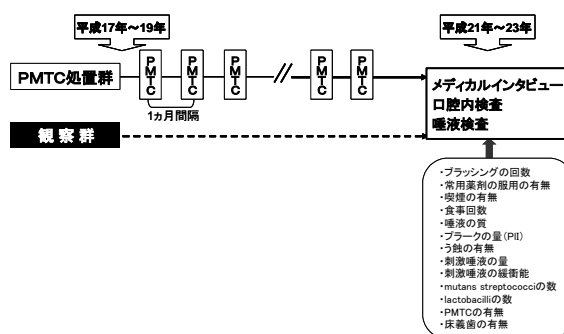 平成17年～19年
平成21年～23年
PMTC処置群
PMTC
PMTC
PMTC
PMTC
PMTC
1ヵ月間隔
観察群
メディカルインタビュー
口腔内検査
唾液検査
・ブラッシングの回数
・常用薬剤の服用の有無
・喫煙の有無
・食事回数
・唾液の質
・プラークの量(PlI)
・う蝕の有無
・刺激唾液の量
・刺激唾液の緩衝能
・mutans streptococciの数
・lactobacilliの数
・PMTCの有無
・床義歯の有無